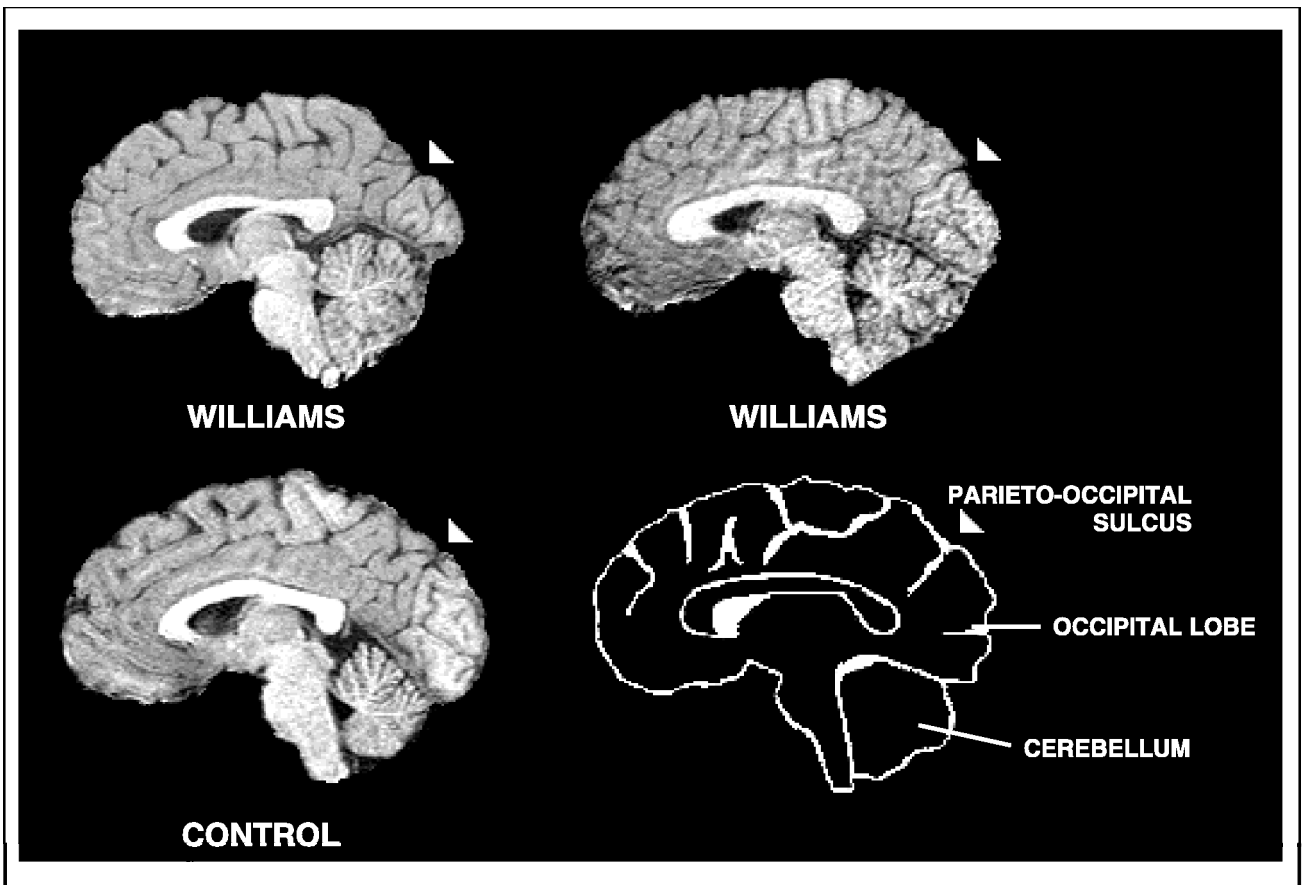 WILLIAMS
WILLIAMS
CONTROL
PARIETO-OCCIPITAL
SULCUS
OCCIPITAL LOBE
CEREBELLUM